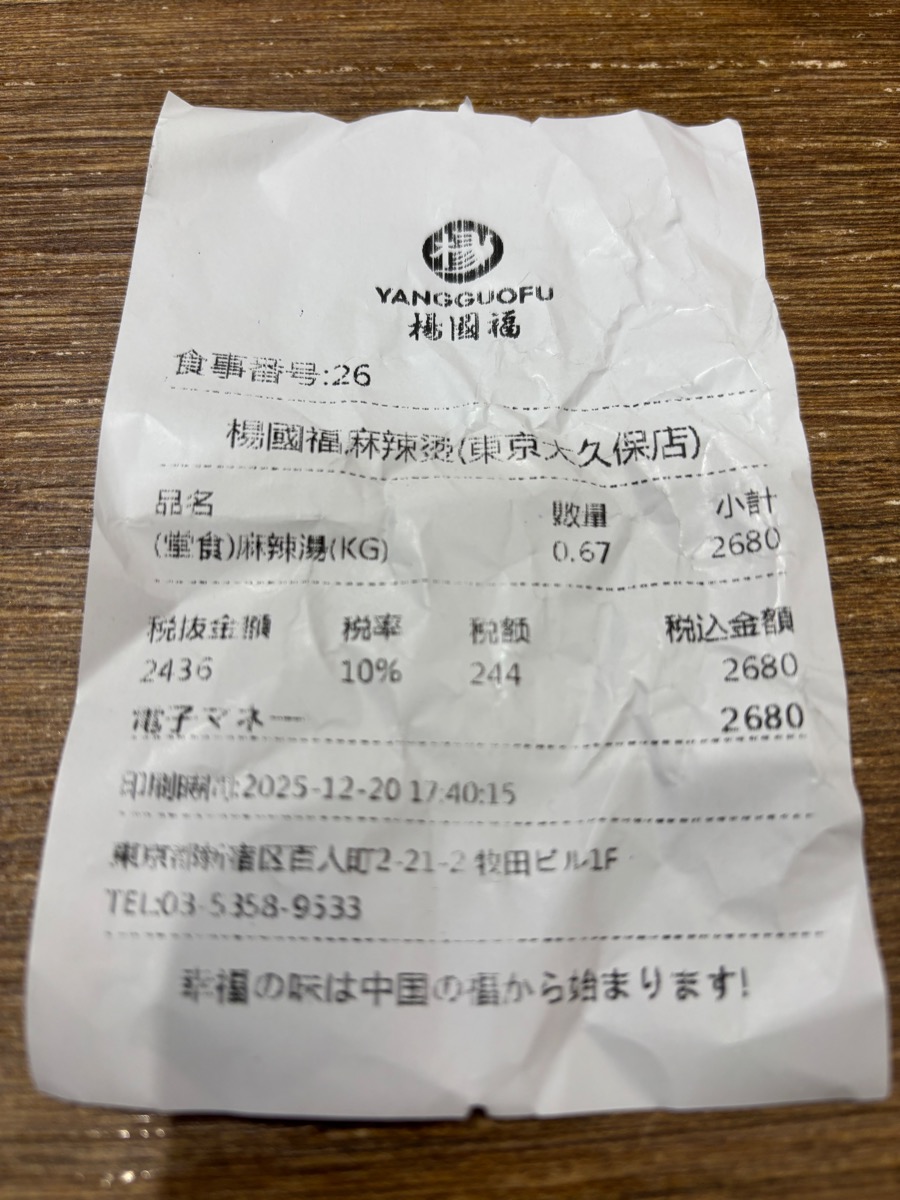 楊
YANGGUOFU
楊國福
食事番号:26
楊國福麻辣烫(東京大久保店)
品名 数量 小計
(堂食)麻辣湯(KG) 0.67 2680
税抜金額 税率 税额 税込金額
2436 10% 244 2680
電子マネー 2680
印刷時間:2025-12-20 17:40:15
東京都新宿区百人町2-21-2 牧田ビル1F
TEL:03-5358-9533
幸福の味は中国の福から始まります!